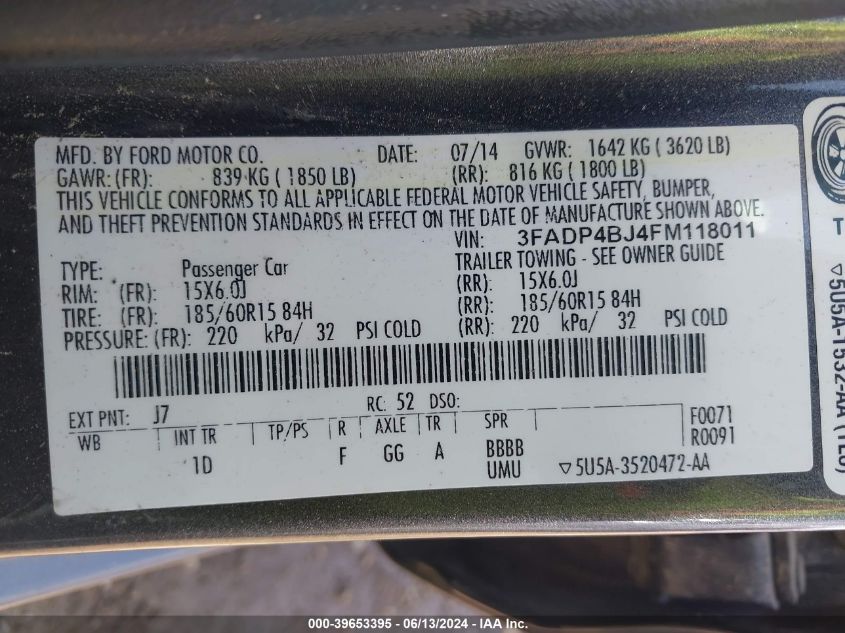 MFD. BY FORD MOTOR CO. DATE: 07/14 GVWR: 1642 KG ( 3620 LB)
GAWR: (FR): 839 KG ( 1850 LB) (RR): 816 KG ( 1800 LB)
THIS VEHICLE CONFORMS TO ALL APPLICABLE FEDERAL MOTOR VEHICLE SAFETY, BUMPER,
AND THEFT PREVENTION STANDARDS IN EFFECT ON THE DATE OF MANUFACTURE SHOWN ABOVE.
VIN: 3FADP4BJ4FM118011
TYPE: Passenger Car TRAILER TOWING - SEE OWNER GUIDE
RIM: (FR): 15X6.0J (RR): 15X6.0J
TIRE: (FR): 185/60R15 84H (RR): 185/60R15 84H
PRESSURE: (FR): 220 kPa/ 32 PSI COLD (RR): 220 kPa/ 32 PSI COLD
EXT PNT: J7 RC: 52 DSO:
WB INT TR TP/PS R AXLE TR SPR F0071
1D F GG A BBBB R0091
UMU ▽5U5A-3520472-AA
▽5U5A-1532-AA
000-39653395 - 06/13/2024 - IAA Inc.